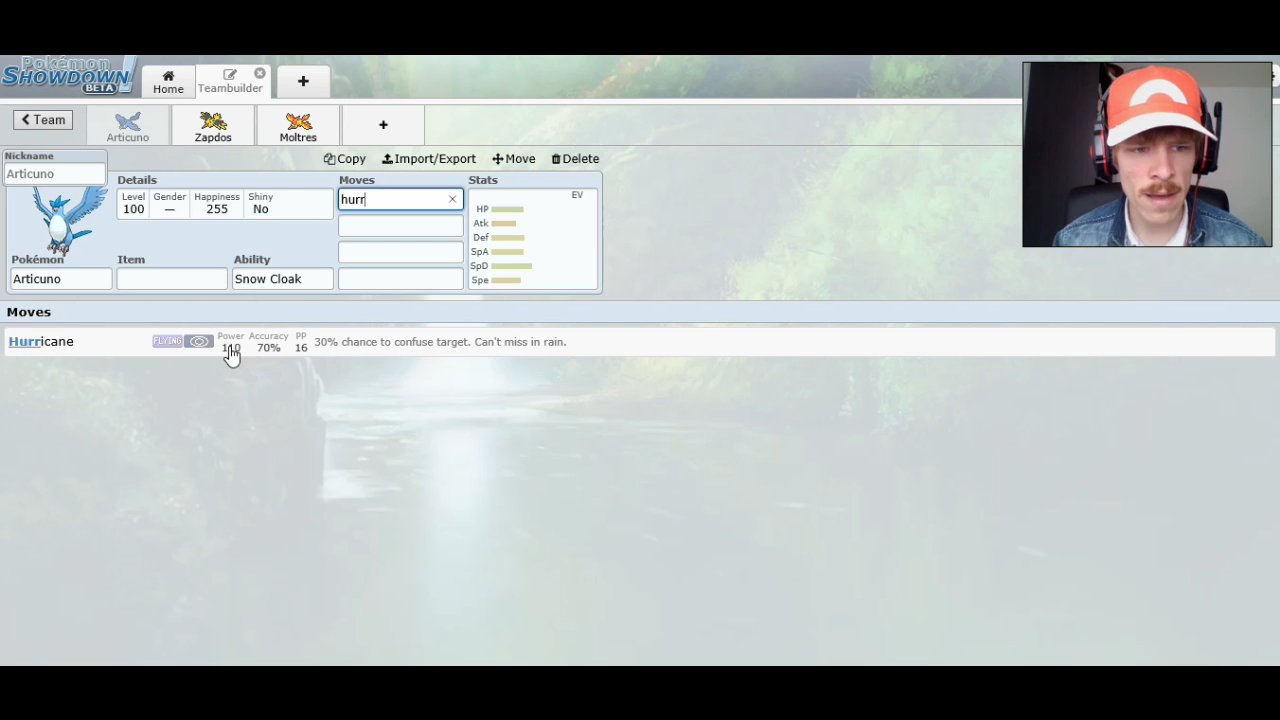 Pokémon
SHOWDOWN!
BETA
Home
Teambuilder
+
Team
Articuno
Zapdos
Moltres
+
Nickname
Articuno
Copy
Import/Export
Move
Delete
Details
Level Gender Happiness Shiny
100 — 255 No
Moves
hurr
Stats
EV
HP
Atk
Def
SpA
SpD
Spe
Pokémon
Articuno
Item
Ability
Snow Cloak
Moves
Hurricane FLYING Power Accuracy PP
110 70% 16 30% chance to confuse target. Can't miss in rain.